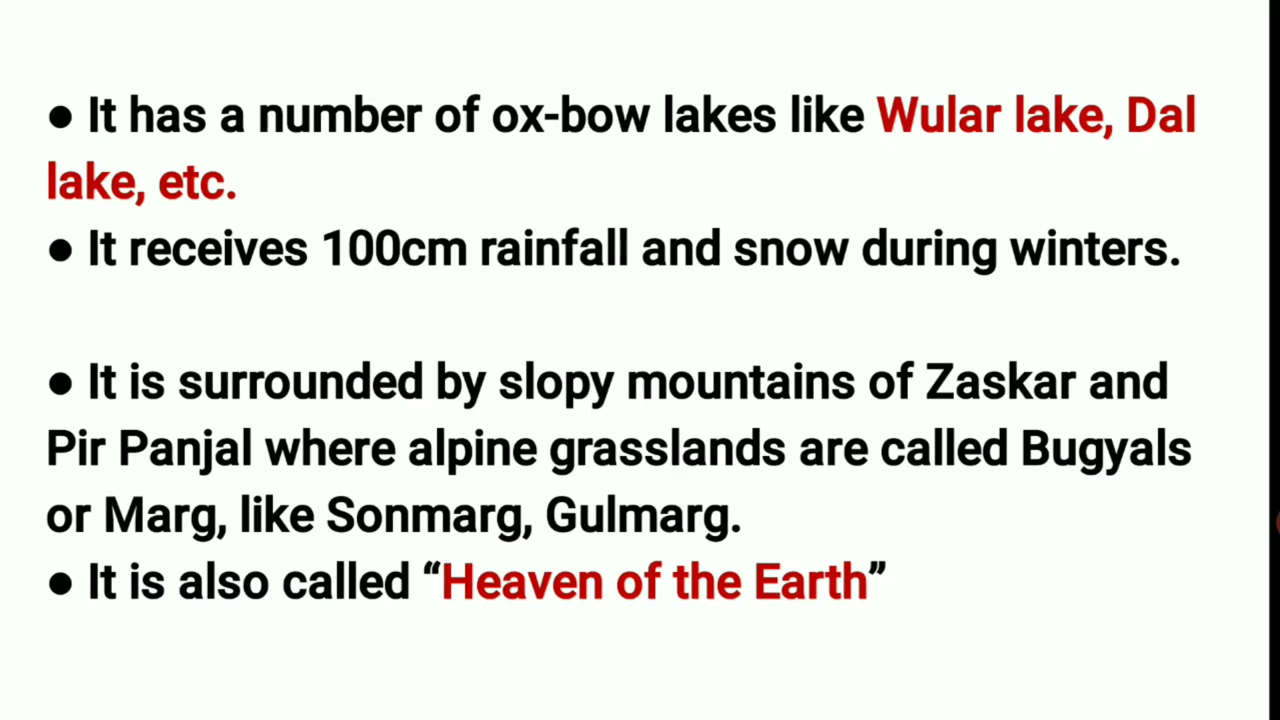 ● It has a number of ox-bow lakes like Wular lake, Dal
lake, etc.
● It receives 100cm rainfall and snow during winters.
● It is surrounded by slopy mountains of Zaskar and
Pir Panjal where alpine grasslands are called Bugyals
or Marg, like Sonmarg, Gulmarg.
● It is also called “Heaven of the Earth”